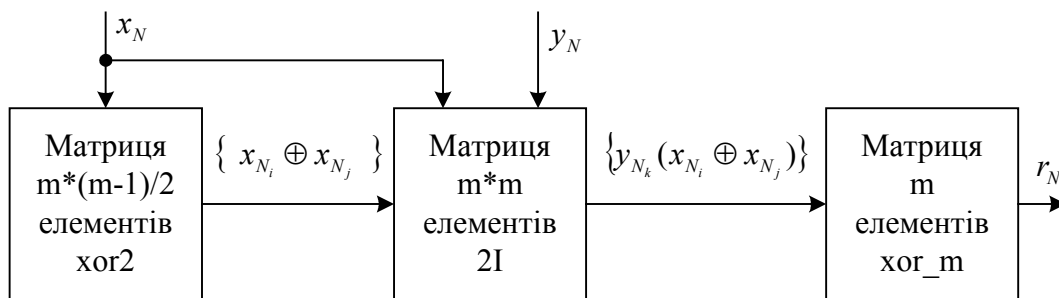 x_N
y_N
Матриця
m*(m-1)/2
елементів
xor2
{ x_{N_i} ⊕ x_{N_j} }
Матриця
m*m
елементів
2І
{y_{N_k}(x_{N_i} ⊕ x_{N_j})}
Матриця
m
елементів
xor_m
r_N